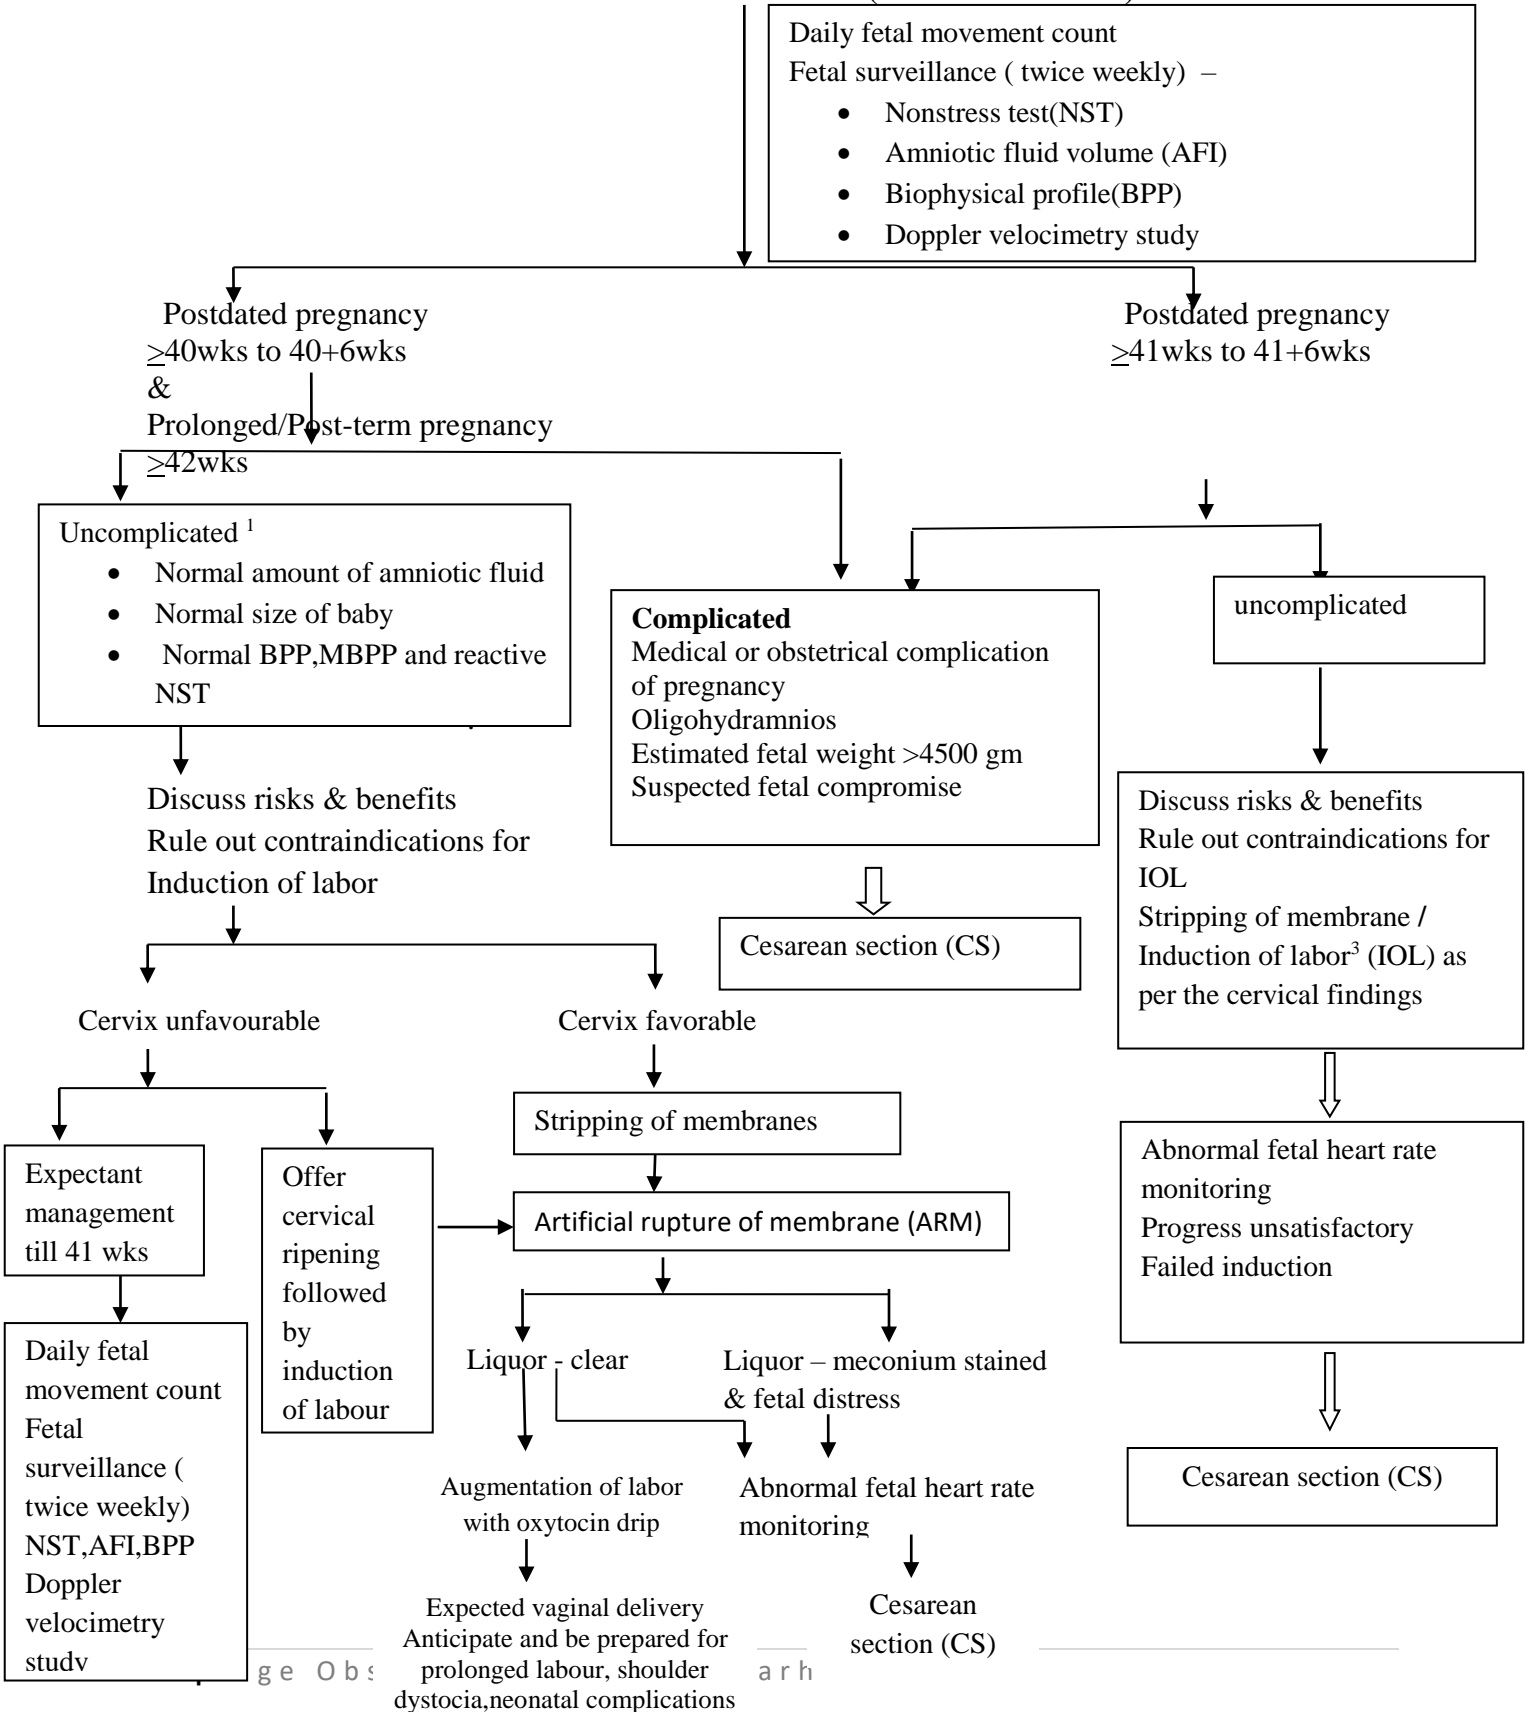 Daily fetal movement count
Fetal surveillance ( twice weekly) –
• Nonstress test(NST)
• Amniotic fluid volume (AFI)
• Biophysical profile(BPP)
• Doppler velocimetry study
Postdated pregnancy
≥40wks to 40+6wks
&
Prolonged/Post-term pregnancy
≥42wks
Postdated pregnancy
≥41wks to 41+6wks
Uncomplicated ¹
• Normal amount of amniotic fluid
• Normal size of baby
• Normal BPP,MBPP and reactive
NST
Complicated
Medical or obstetrical complication
of pregnancy
Oligohydramnios
Estimated fetal weight >4500 gm
Suspected fetal compromise
uncomplicated
Discuss risks & benefits
Rule out contraindications for
Induction of labor
Cesarean section (CS)
Discuss risks & benefits
Rule out contraindications for
IOL
Stripping of membrane /
Induction of labor³ (IOL) as
per the cervical findings
Cervix unfavourable
Cervix favorable
Stripping of membranes
Expectant
management
till 41 wks
Offer
cervical
ripening
followed
by
induction
of labour
Artificial rupture of membrane (ARM)
Abnormal fetal heart rate
monitoring
Progress unsatisfactory
Failed induction
Daily fetal
movement count
Fetal
surveillance (
twice weekly)
NST,AFI,BPP
Doppler
velocimetry
study
Liquor - clear
Liquor – meconium stained
& fetal distress
Augmentation of labor
with oxytocin drip
Abnormal fetal heart rate
monitoring
Cesarean section (CS)
Expected vaginal delivery
Anticipate and be prepared for
prolonged labour, shoulder
dystocia,neonatal complications
Cesarean
section (CS)